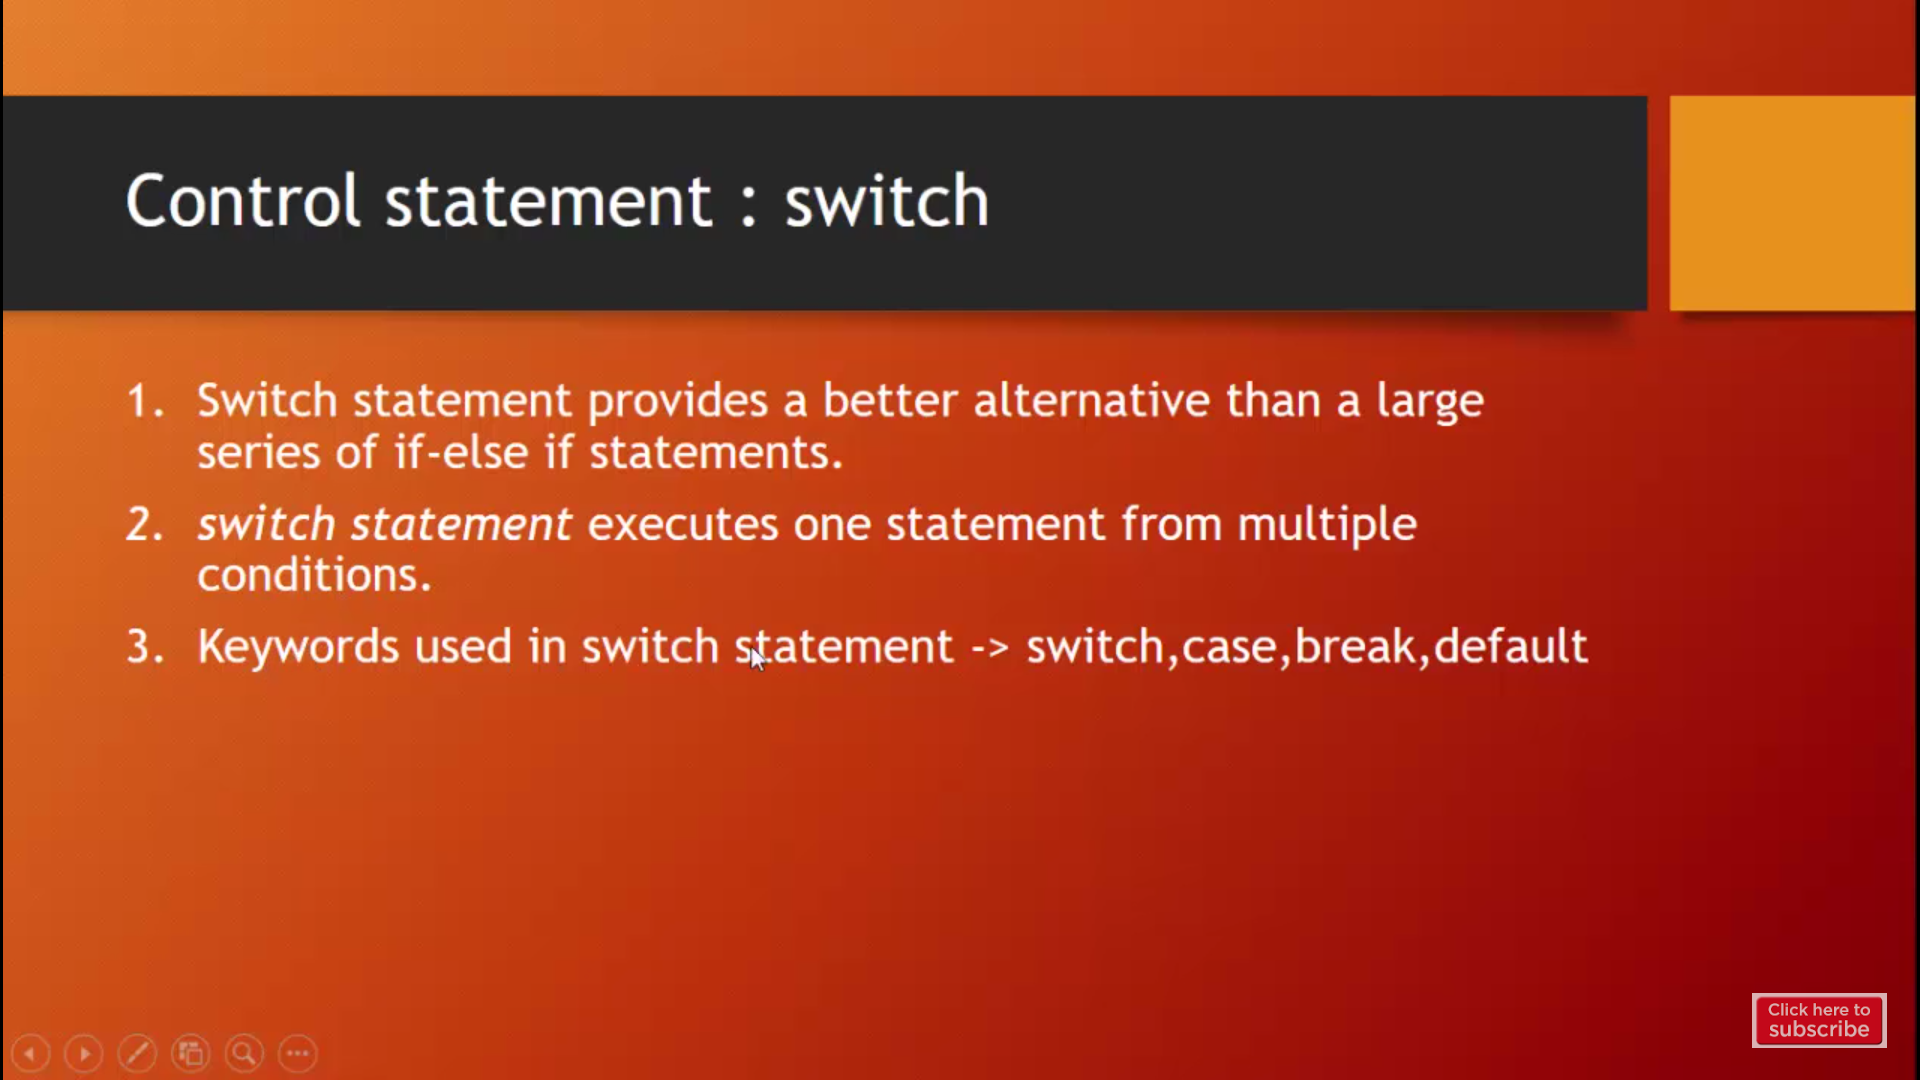 Control statement : switch
1. Switch statement provides a better alternative than a large
series of if-else if statements.
2. switch statement executes one statement from multiple
conditions.
3. Keywords used in switch statement -> switch,case,break,default
Click here to
subscribe